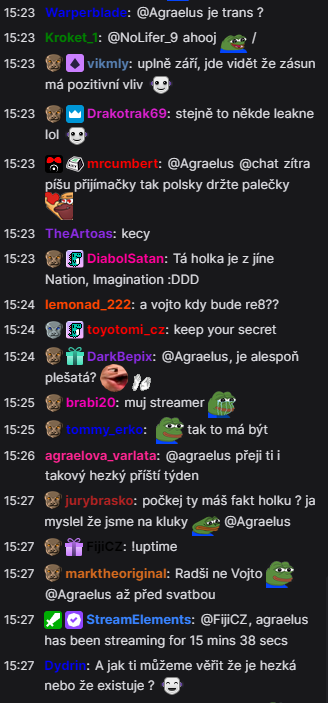 15:23 Warperblade: @Agraelus je trans ?
15:23 Kroket_1: @NoLifer_9 ahooj /
15:23 vikmly: uplně září, jde vidět že zásun
má pozitivní vliv
15:23 Drakotrak69: stejně to někde leakne
lol
15:23 mrcumbert: @Agraelus @chat zítra
píšu přijímačky tak polsky držte palečky
15:23 TheArtoas: kecy
15:23 DiabolSatan: Tá holka je z jíne
Nation, Imagination :DDD
15:24 lemonad_222: a vojto kdy bude re8??
15:24 toyotomi_cz: keep your secret
15:24 DarkBepix: @Agraelus, je alespoň
plešatá?
15:25 brabi20: muj streamer
15:25 tak to má být
15:26 agraelova_varlata: @agraelus přeji ti i
takový hezký příští týden
15:27 jurybrasko: počkej ty máš fakt holku ? ja
myslel že jsme na kluky @Agraelus
15:27 FijiCZ: !uptime
15:27 marktheoriginal: Radši ne Vojto
@Agraelus až před svatbou
15:27 StreamElements: @FijiCZ, agraelus
has been streaming for 15 mins 38 secs
15:27 Dydrin: A jak ti můžeme věřit že je hezká
nebo že existuje ?